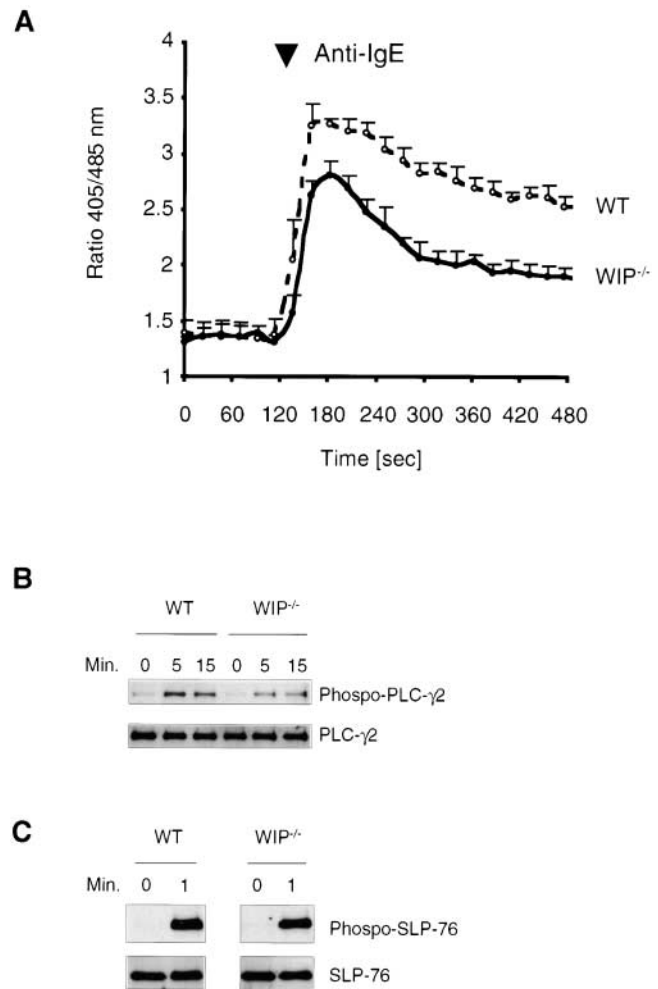 A
Anti-IgE
4
3.5
3
2.5
2
1.5
1
Ratio 405/485 nm
WT
WIP-/-
0 60 120 180 240 300 360 420 480
Time [sec]
B
WT WIP-/-
Min. 0 5 15 0 5 15
Phospo-PLC-γ2
PLC-γ2
C
WT WIP-/-
Min. 0 1 0 1
Phospo-SLP-76
SLP-76